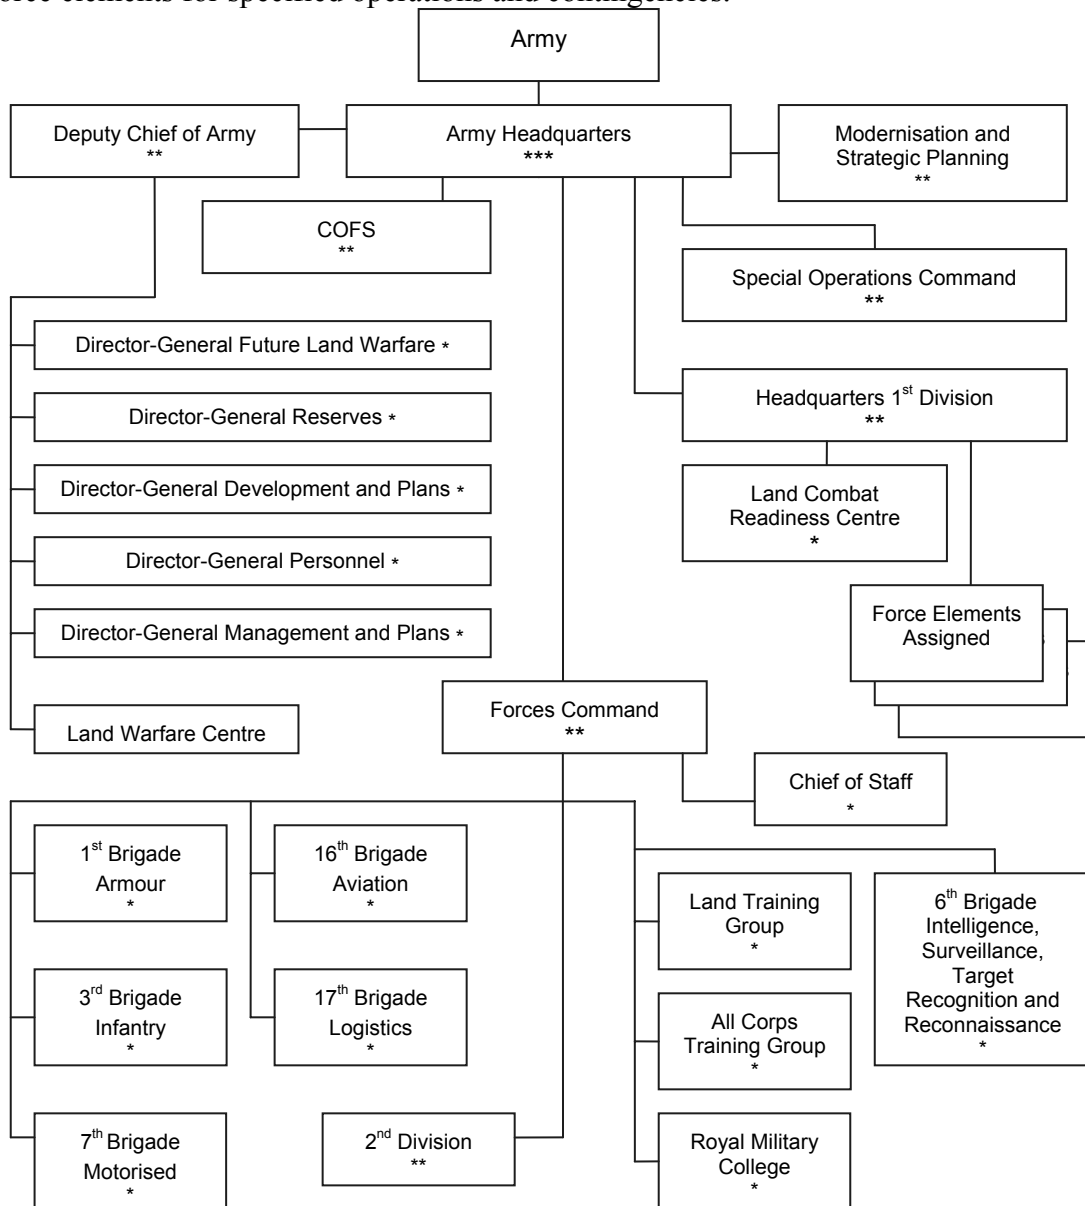 force elements for specified operations and contingencies.
Army
Deputy Chief of Army
**
Army Headquarters
***
Modernisation and
Strategic Planning
**
COFS
**
Special Operations Command
**
Director-General Future Land Warfare *
Headquarters 1st Division
**
Director-General Reserves *
Director-General Development and Plans *
Land Combat
Readiness Centre
*
Director-General Personnel *
Director-General Management and Plans *
Force Elements
Assigned
Land Warfare Centre
Forces Command
**
Chief of Staff
*
1st Brigade
Armour
*
16th Brigade
Aviation
*
Land Training
Group
*
6th Brigade
Intelligence,
Surveillance,
Target
Recognition and
Reconnaissance
*
3rd Brigade
Infantry
*
17th Brigade
Logistics
*
All Corps
Training Group
*
7th Brigade
Motorised
*
2nd Division
**
Royal Military
College
*